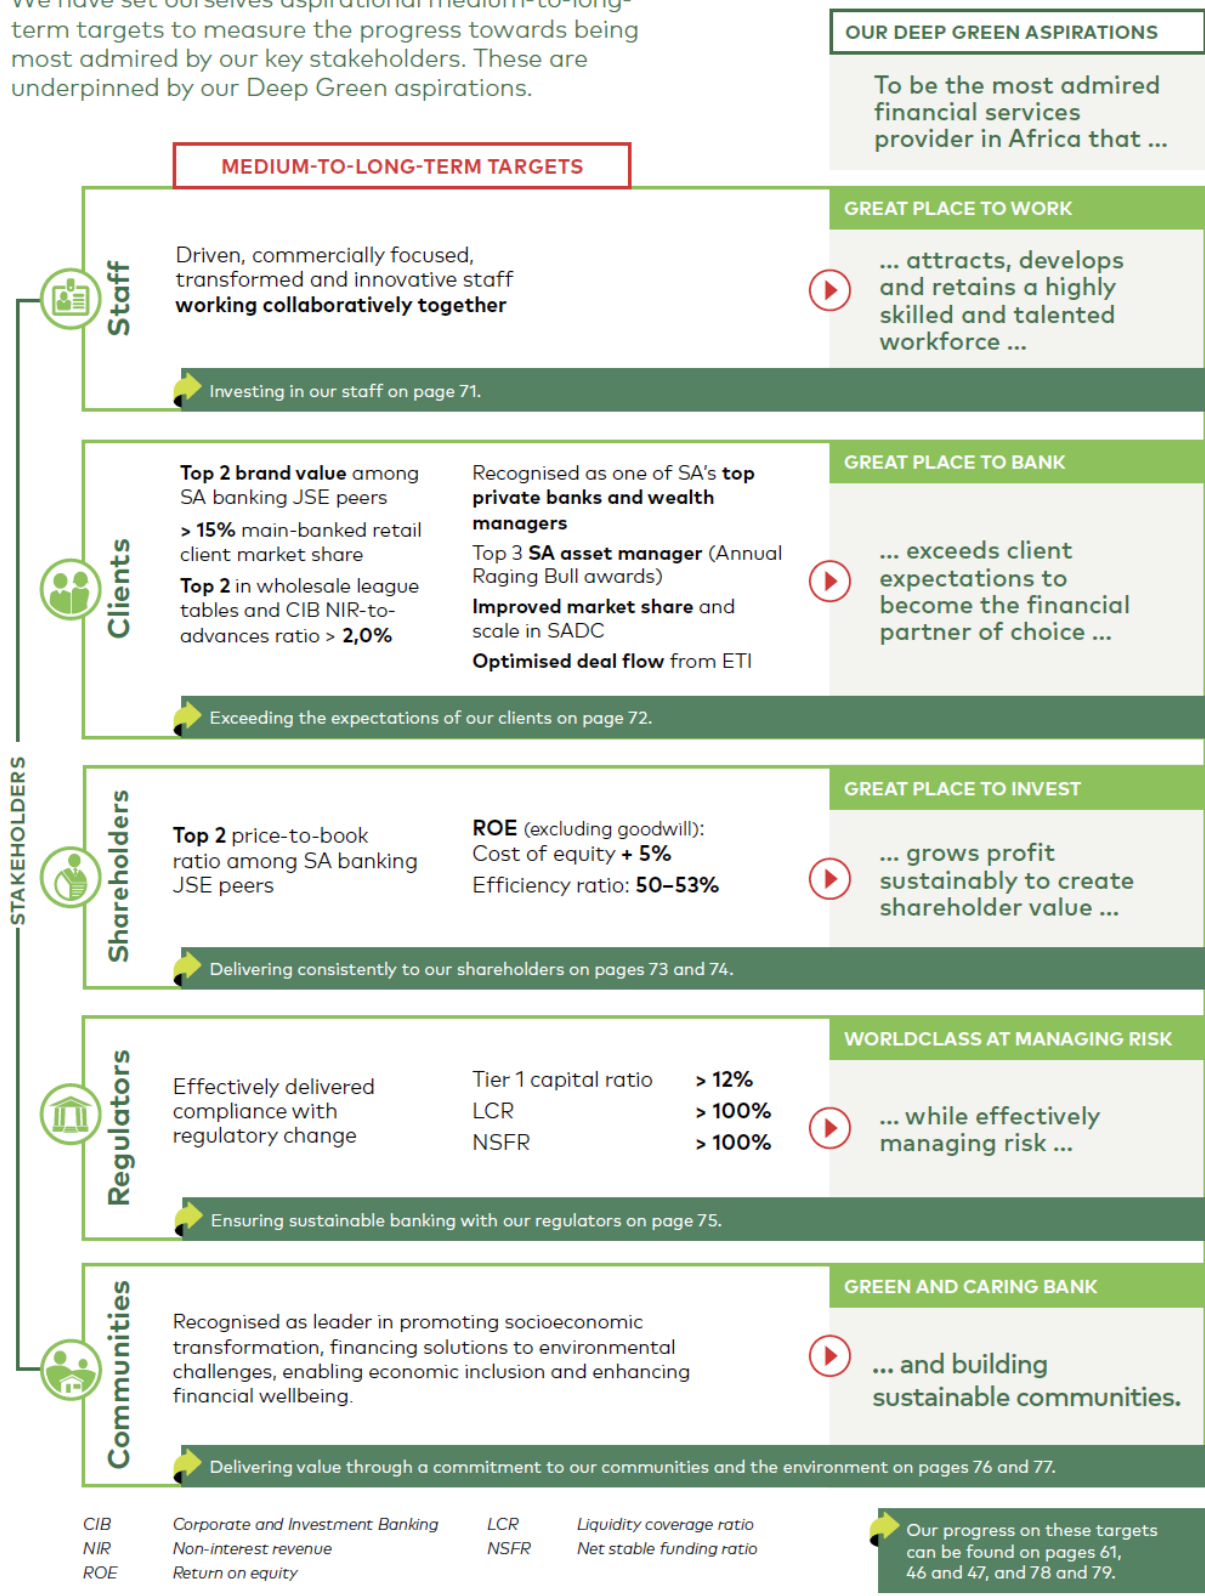 We have set ourselves aspirational medium-to-long-
term targets to measure the progress towards being
most admired by our key stakeholders. These are
underpinned by our Deep Green aspirations.
OUR DEEP GREEN ASPIRATIONS
To be the most admired
financial services
provider in Africa that ...
MEDIUM-TO-LONG-TERM TARGETS
STAKEHOLDERS
Staff
Driven, commercially focused,
transformed and innovative staff
working collaboratively together
GREAT PLACE TO WORK
... attracts, develops
and retains a highly
skilled and talented
workforce ...
Investing in our staff on page 71.
Clients
Top 2 brand value among
SA banking JSE peers
> 15% main-banked retail
client market share
Top 2 in wholesale league
tables and CIB NIR-to-
advances ratio > 2,0%
Recognised as one of SA's top
private banks and wealth
managers
Top 3 SA asset manager (Annual
Raging Bull awards)
Improved market share and
scale in SADC
Optimised deal flow from ETI
GREAT PLACE TO BANK
... exceeds client
expectations to
become the financial
partner of choice ...
Exceeding the expectations of our clients on page 72.
Shareholders
Top 2 price-to-book
ratio among SA banking
JSE peers
ROE (excluding goodwill):
Cost of equity + 5%
Efficiency ratio: 50–53%
GREAT PLACE TO INVEST
... grows profit
sustainably to create
shareholder value ...
Delivering consistently to our shareholders on pages 73 and 74.
Regulators
Effectively delivered
compliance with
regulatory change
Tier 1 capital ratio > 12%
LCR > 100%
NSFR > 100%
WORLDCLASS AT MANAGING RISK
... while effectively
managing risk ...
Ensuring sustainable banking with our regulators on page 75.
Communities
Recognised as leader in promoting socioeconomic
transformation, financing solutions to environmental
challenges, enabling economic inclusion and enhancing
financial wellbeing.
GREEN AND CARING BANK
... and building
sustainable communities.
Delivering value through a commitment to our communities and the environment on pages 76 and 77.
CIB Corporate and Investment Banking
NIR Non-interest revenue
ROE Return on equity
LCR Liquidity coverage ratio
NSFR Net stable funding ratio
Our progress on these targets
can be found on pages 61,
46 and 47, and 78 and 79.